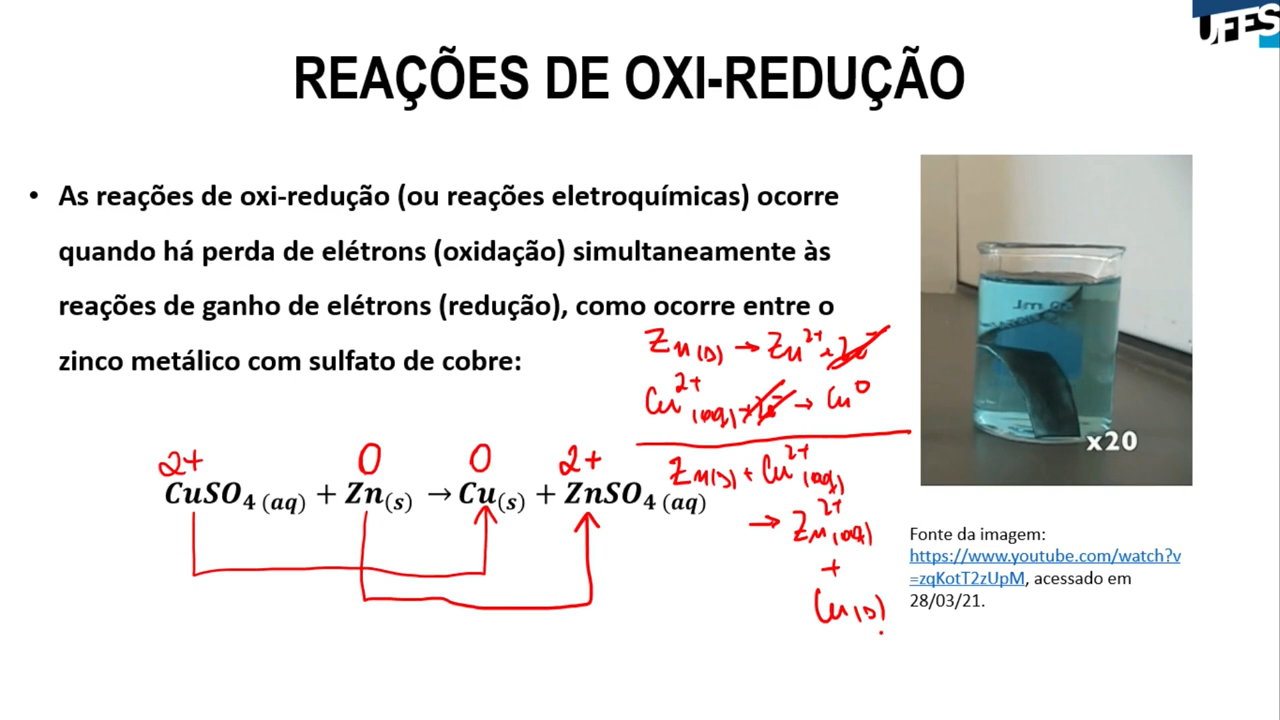 UFES
REAÇÕES DE OXI-REDUÇÃO
• As reações de oxi-redução (ou reações eletroquímicas) ocorre
quando há perda de elétrons (oxidação) simultaneamente às
reações de ganho de elétrons (redução), como ocorre entre o
zinco metálico com sulfato de cobre:
Zn(s) → Zn²⁺ + 2e⁻
Cu²⁺(aq) + 2e⁻ → Cu⁰
Zn(s) + Cu²⁺(aq)
→ Zn²⁺(aq)
+
Cu(s)
2+ 0 0 2+
CuSO₄ (aq) + Zn(s) → Cu(s) + ZnSO₄ (aq)
x20
Fonte da imagem:
https://www.youtube.com/watch?v
=zqKotT2zUpM, acessado em
28/03/21.